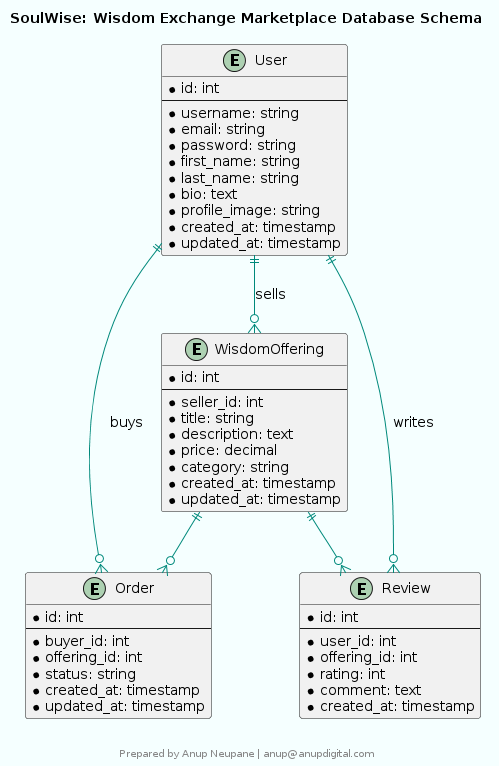 SoulWise: Wisdom Exchange Marketplace Database Schema
E User
id: int
username: string
email: string
password: string
first_name: string
last_name: string
bio: text
profile_image: string
created_at: timestamp
updated_at: timestamp
sells
E WisdomOffering
id: int
seller_id: int
title: string
description: text
price: decimal
category: string
created_at: timestamp
updated_at: timestamp
buys
writes
E Order
id: int
buyer_id: int
offering_id: int
status: string
created_at: timestamp
updated_at: timestamp
E Review
id: int
user_id: int
offering_id: int
rating: int
comment: text
created_at: timestamp
Prepared by Anup Neupane | anup@anupdigital.com